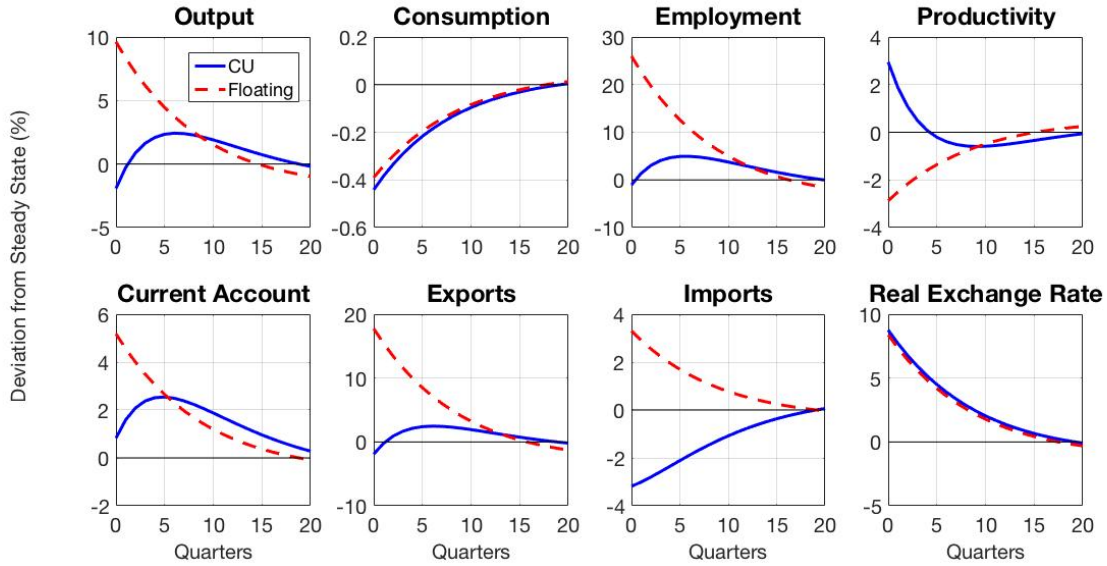 Deviation from Steady State (%)
Output
10
5
0
-5
0 5 10 15 20
CU
Floating
Consumption
0.2
0
-0.2
-0.4
-0.6
0 5 10 15 20
Employment
30
20
10
0
-10
0 5 10 15 20
Productivity
4
2
0
-2
-4
0 5 10 15 20
Current Account
6
4
2
0
-2
0 5 10 15 20
Quarters
Exports
20
10
0
-10
0 5 10 15 20
Quarters
Imports
4
2
0
-2
-4
0 5 10 15 20
Quarters
Real Exchange Rate
10
5
0
-5
0 5 10 15 20
Quarters